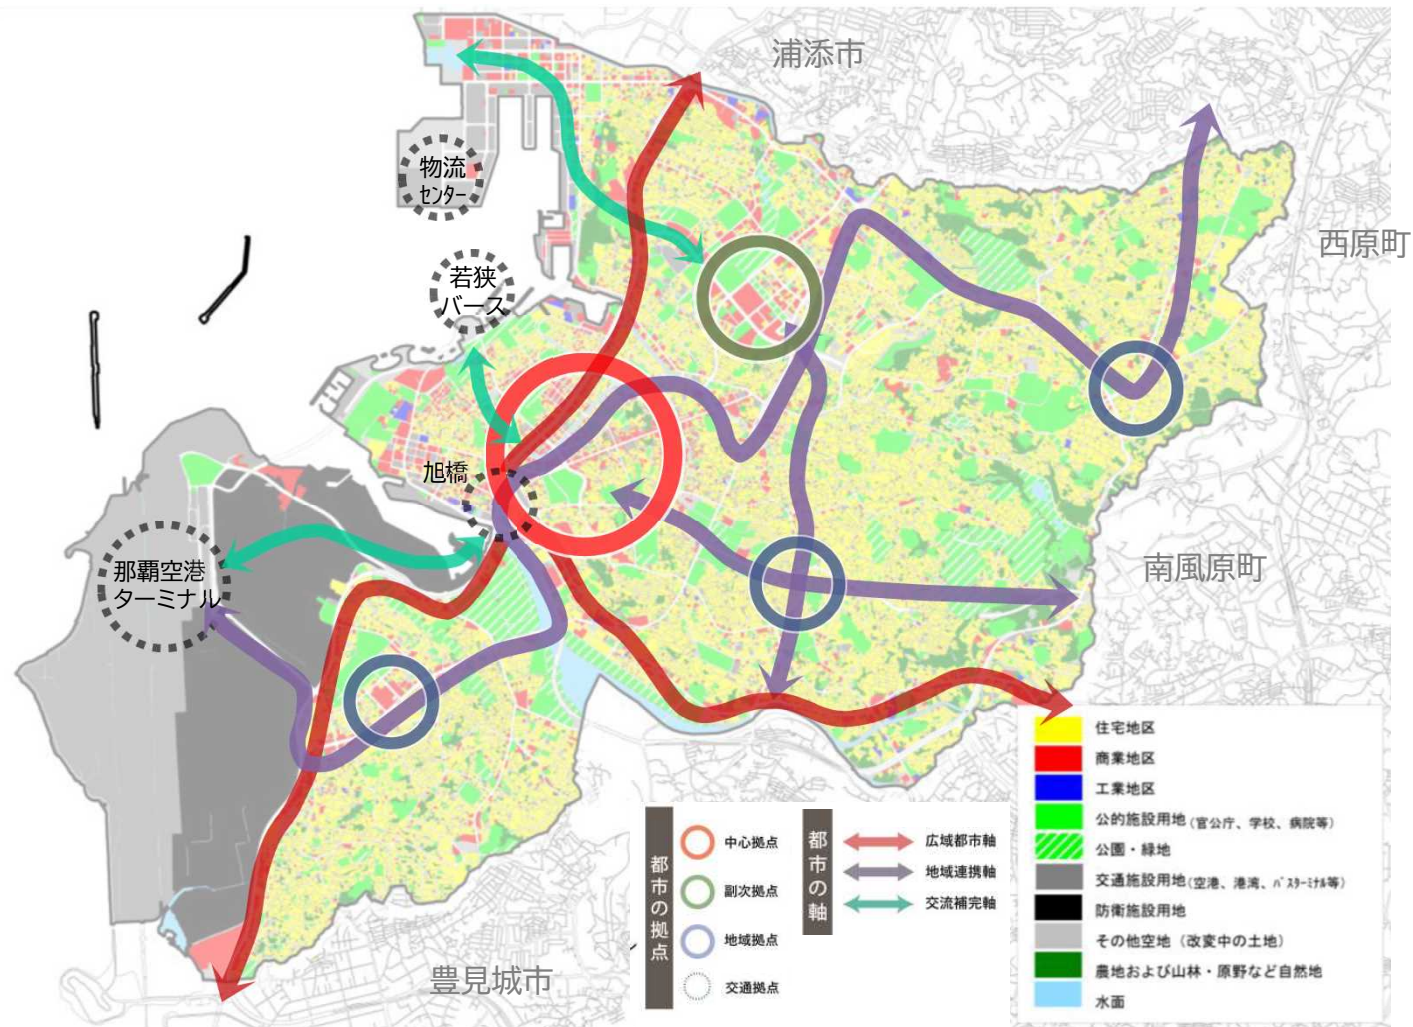 浦添市
物流
センター
西原町
若狭
バース
旭橋
那覇空港
ターミナル
南風原町
豊見城市
都市の拠点
中心拠点
副次拠点
地域拠点
交通拠点
都市の軸
広域都市軸
地域連携軸
交流補完軸
住宅地区
商業地区
工業地区
公的施設用地(官公庁、学校、病院等)
公園・緑地
交通施設用地(空港、港湾、バスターミナル等)
防衛施設用地
その他空地（改変中の土地）
農地および山林・原野など自然地
水面